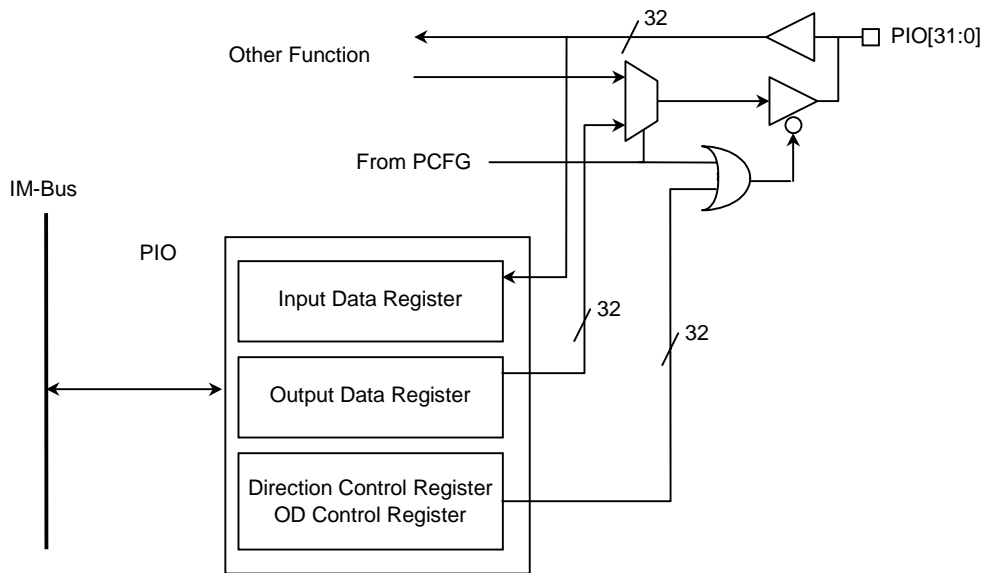 32
PIO[31:0]
Other Function
From PCFG
IM-Bus
PIO
Input Data Register
32
32
Output Data Register
Direction Control Register
OD Control Register